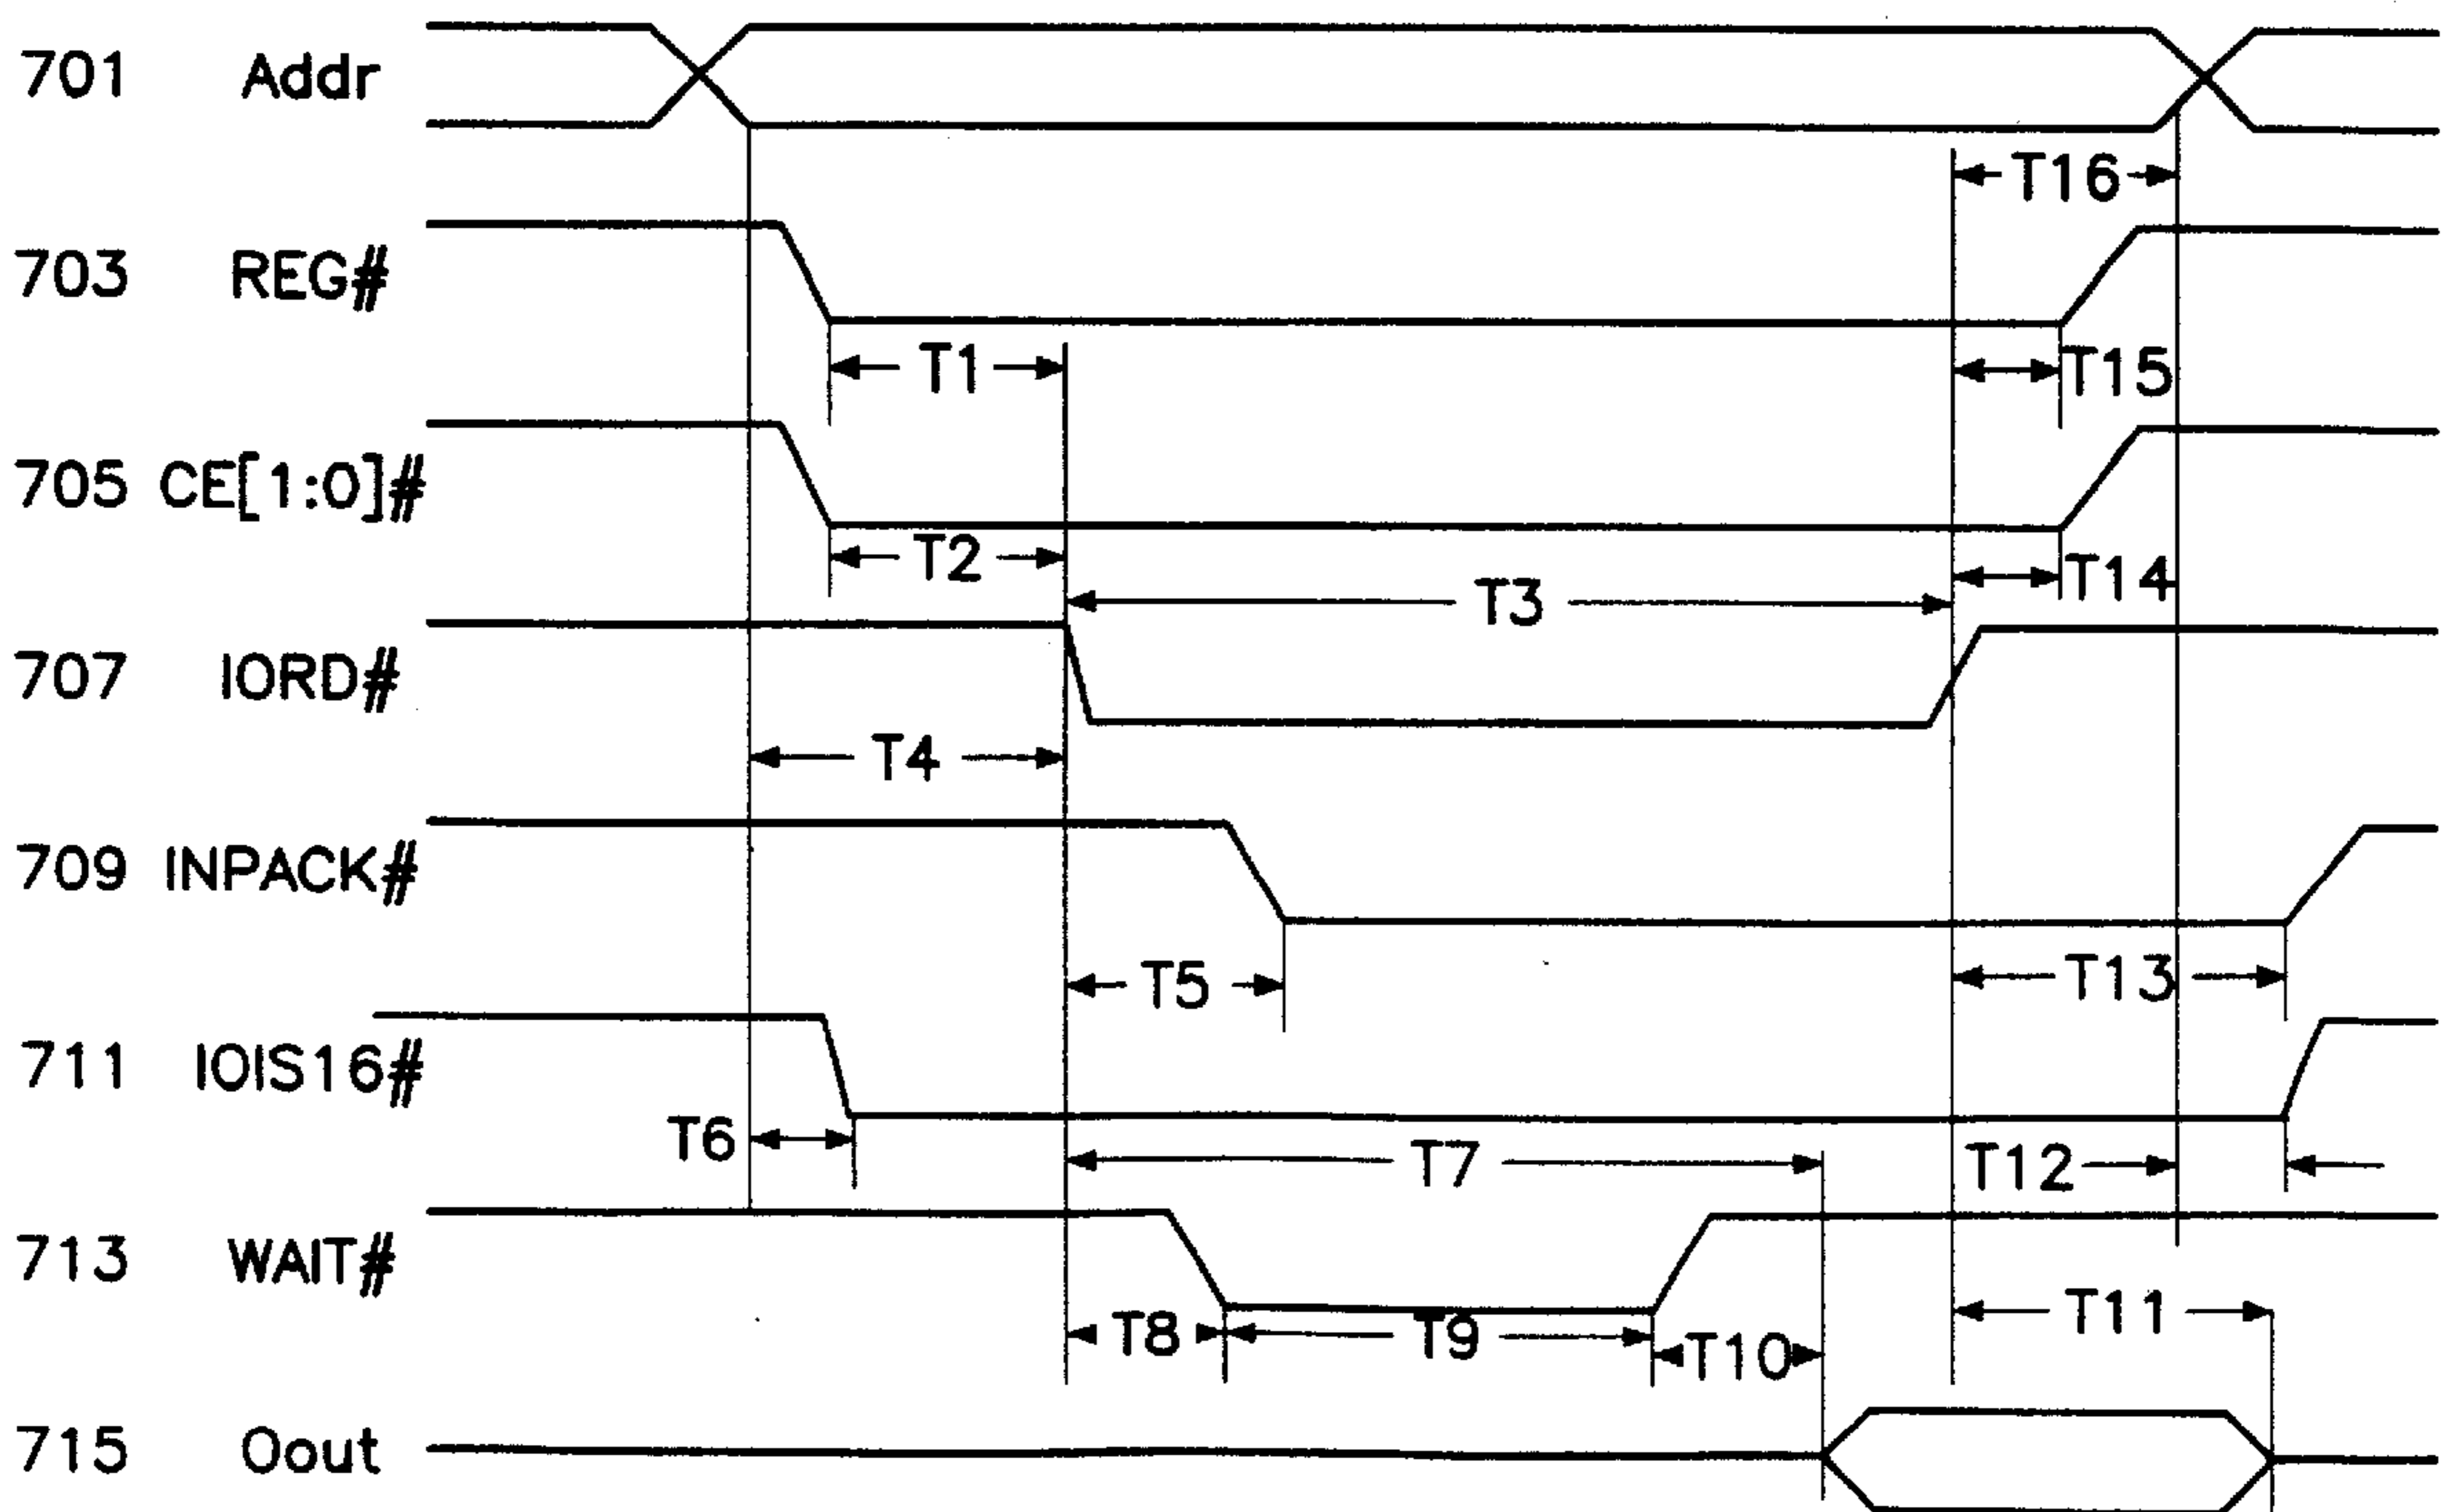 701 Addr
T16
703 REG#
T1 T15
705 CE[1:0]#
T2 T14
T3
707 IORD#
T4
709 INPACK#
T5 T13
711 IOIS16#
T6 T7 T12
713 WAIT#
T8 T9 T10 T11
715 Oout